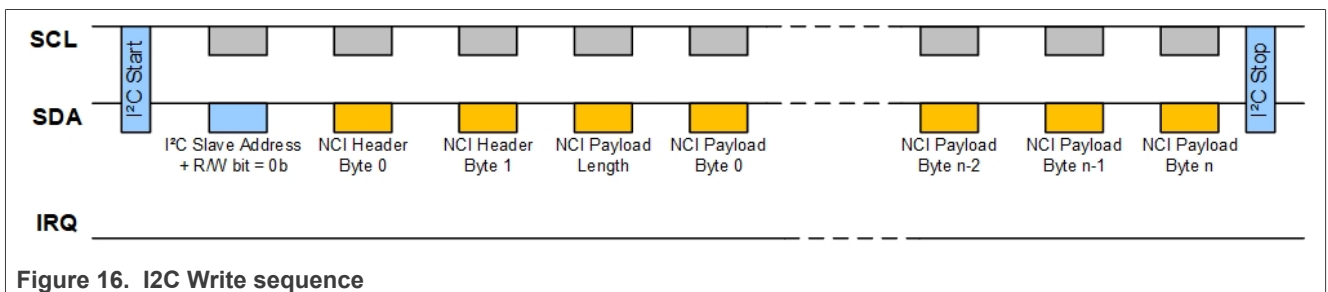 SCL
I²C Start
I²C Stop
SDA
I²C Slave Address
+ R/W bit = 0b
NCI Header
Byte 0
NCI Header
Byte 1
NCI Payload
Length
NCI Payload
Byte 0
NCI Payload
Byte n-2
NCI Payload
Byte n-1
NCI Payload
Byte n
IRQ
Figure 16. I2C Write sequence